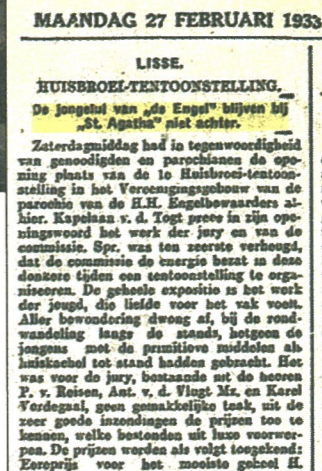 MAANDAG 27 FEBRUARI 1933
LISSE.
HUISBROEI-TENTOONSTELLING.
De jongelui van „de Engel" blijven bij
„St. Agatha" niet achter.
Zaterdagmiddag had in tegenwoordigheid
van genoodigden en parochianen de ope-
ning plaats van de 1e Huisbroei-tentoon-
stelling in het Vereenigingsgebouw van de
parochie van de H.H. Engelbewaarders al-
hier. Kapelaan v. d. Togt prees in zijn ope-
ningswoord het werk der jury en van de
commissie. Spr. was ten zeerste verheugd,
dat de commissie de energie bezat in deze
donkere tijden een tentoonstelling te orga-
niseeren. De geheele expositie is het werk
der jeugd, die liefde voor het vak voelt.
Aller bewondering dwong af, bij de rond-
wandeling langs de stands, hetgeen de
jongens met de primitieve middelen als
huiskachel tot stand hadden gebracht. Het
was voor de jury, bestaande uit de heeren
P. v. Reisen, Ant. v. d. Vlugt Mz. en Karel
Verdegaal, geen gemakkelijke taak, uit de
zeer goede inzendingen de prijzen toe te
kennen, welke bestonden uit luxe voorwer-
pen. De prijzen werden als volgt toegekend:
Eereprijs voor het mooiste geheel H.